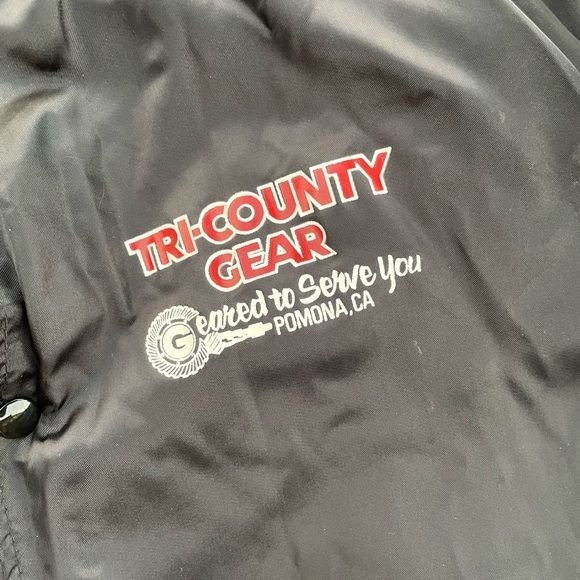 TRI-COUNTY
GEAR
Geared to Serve You
POMONA, CA